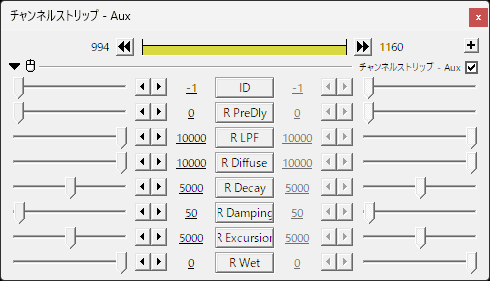 チャンネルストリップ - Aux
994 1160
チャンネルストリップ - Aux
-1 ID -1
0 R PreDly 0
10000 R LPF 10000
10000 R Diffuse 10000
5000 R Decay 5000
50 R Damping 50
5000 R Excursion 5000
0 R Wet 0